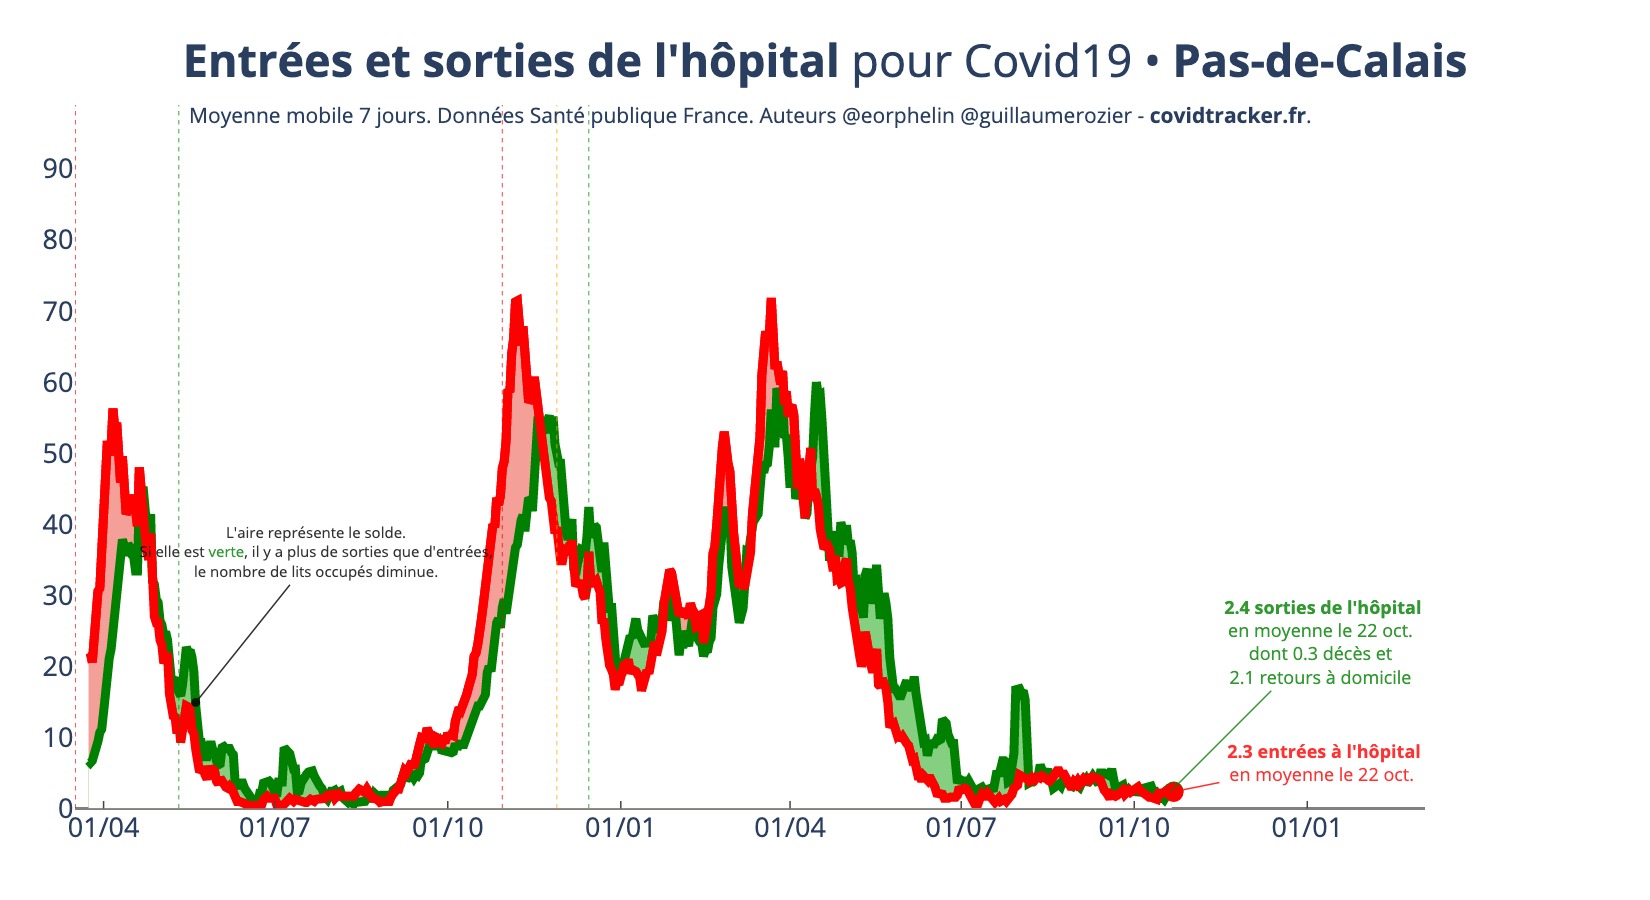 Entrées et sorties de l'hôpital pour Covid19 • Pas-de-Calais
Moyenne mobile 7 jours. Données Santé publique France. Auteurs @eorphelin @guillaumerozier - covidtracker.fr.
90
80
70
60
50
40
30
20
10
0
L'aire représente le solde.
Si elle est verte, il y a plus de sorties que d'entrées,
le nombre de lits occupés diminue.
2.4 sorties de l'hôpital
en moyenne le 22 oct.
dont 0.3 décès et
2.1 retours à domicile
2.3 entrées à l'hôpital
en moyenne le 22 oct.
01/04 01/07 01/10 01/01 01/04 01/07 01/10 01/01